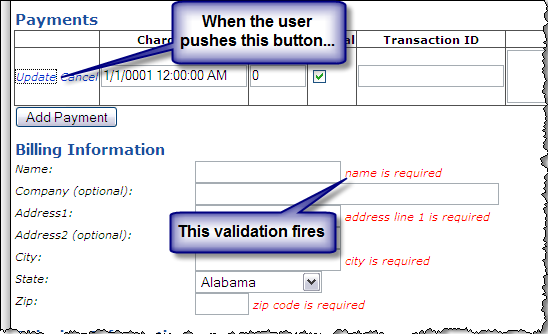 Payments
When the user
pushes this button...
Charg
al
Transaction ID
Update Cancel
1/1/0001 12:00:00 AM
0
Add Payment
Billing Information
Name:
name is required
Company (optional):
Address1:
address line 1 is required
This validation fires
Address2 (optional):
City:
city is required
State:
Alabama
Zip:
zip code is required